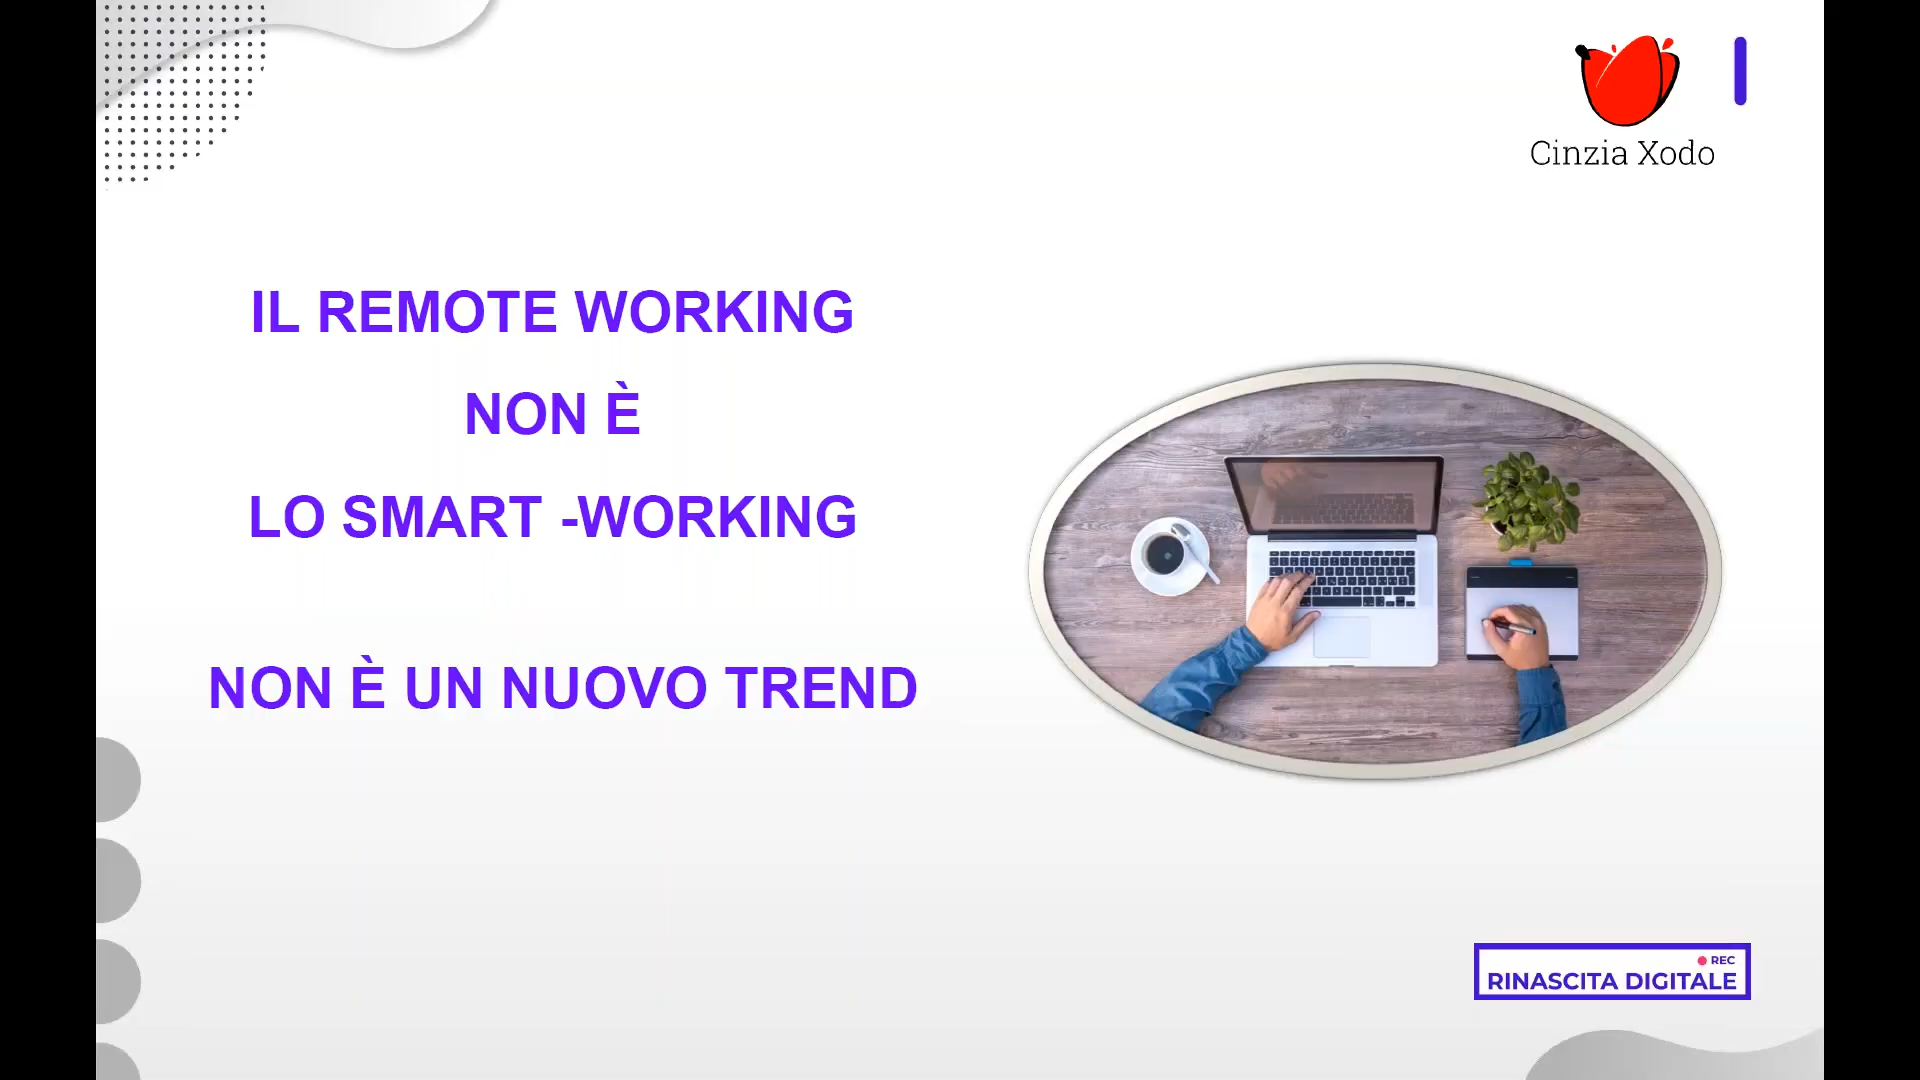 Cinzia Xodo
IL REMOTE WORKING
NON È
LO SMART -WORKING
NON È UN NUOVO TREND
REC
RINASCITA DIGITALE